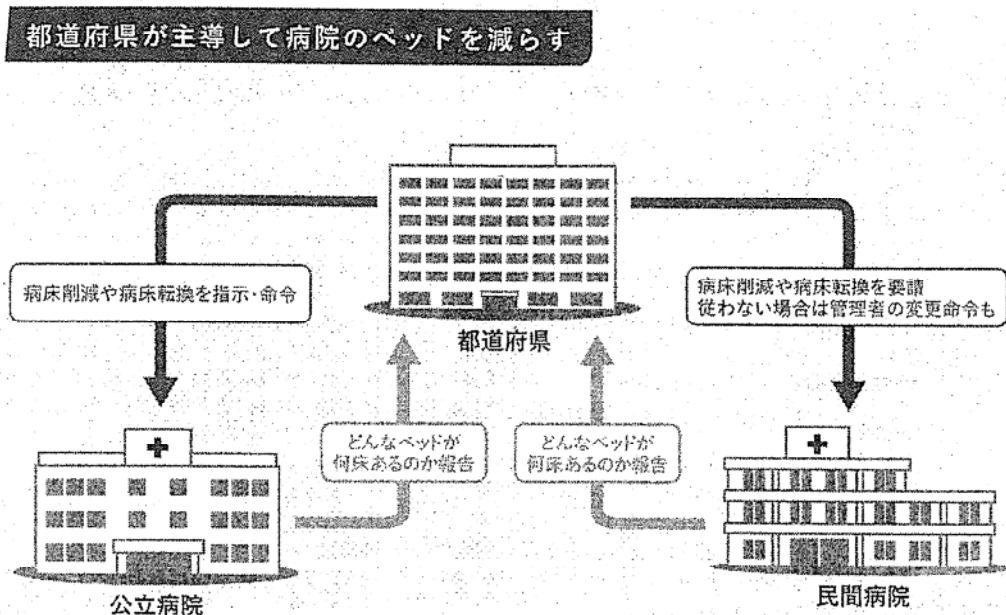 都道府県が主導して病院のベッドを減らす
病床削減や病床転換を指示・命令
病床削減や病床転換を要請
従わない場合は管理者の変更命令も
都道府県
どんなベッドが
何床あるのか報告
どんなベッドが
何床あるのか報告
公立病院
民間病院